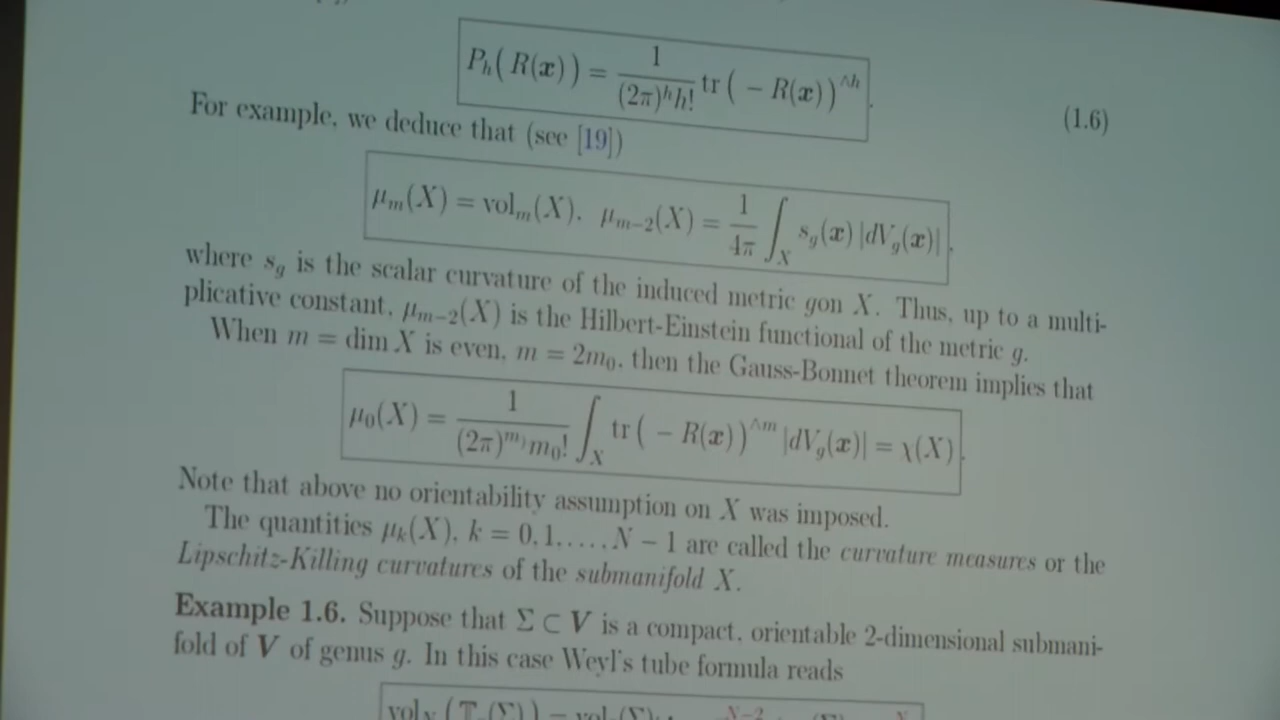 P_h( R(x) ) = 1/((2π)^h h!) tr( − R(x) )^{∧h}. (1.6)
For example, we deduce that (see [19])
μ_m(X) = vol_m(X), μ_{m−2}(X) = 1/(4π) ∫_X s_g(x) |dV_g(x)|.
where s_g is the scalar curvature of the induced metric gon X. Thus, up to a multi-
plicative constant, μ_{m−2}(X) is the Hilbert-Einstein functional of the metric g.
When m = dim X is even, m = 2m_0, then the Gauss-Bonnet theorem implies that
μ_0(X) = 1/((2π)^{m)} m_0!) ∫_X tr( − R(x) )^{∧m} |dV_g(x)| = χ(X).
Note that above no orientability assumption on X was imposed.
The quantities μ_k(X), k = 0, 1, . . . , N − 1 are called the curvature measures or the
Lipschitz-Killing curvatures of the submanifold X.
Example 1.6. Suppose that Σ ⊂ V is a compact, orientable 2-dimensional submani-
fold of V of genus g. In this case Weyl's tube formula reads